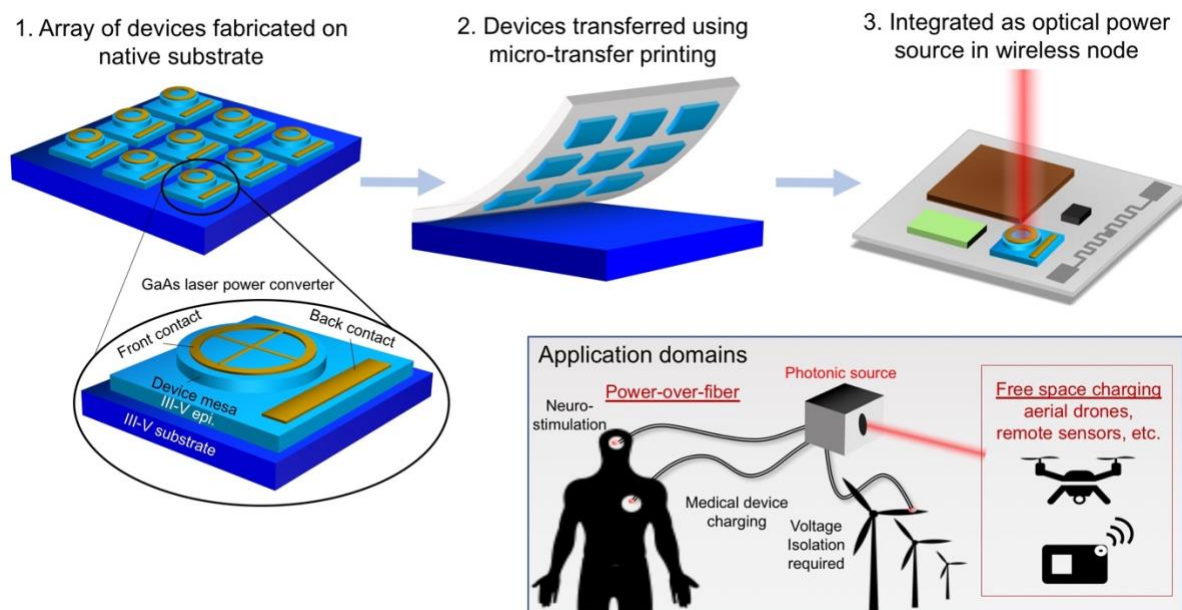 1. Array of devices fabricated on
native substrate
2. Devices transferred using
micro-transfer printing
3. Integrated as optical power
source in wireless node
GaAs laser power converter
Front contact
Back contact
Device mesa
III-V epi.
III-V substrate
Application domains
Power-over-fiber
Photonic source
Neuro-
stimulation
Medical device
charging
Voltage
Isolation
required
Free space charging
aerial drones,
remote sensors, etc.